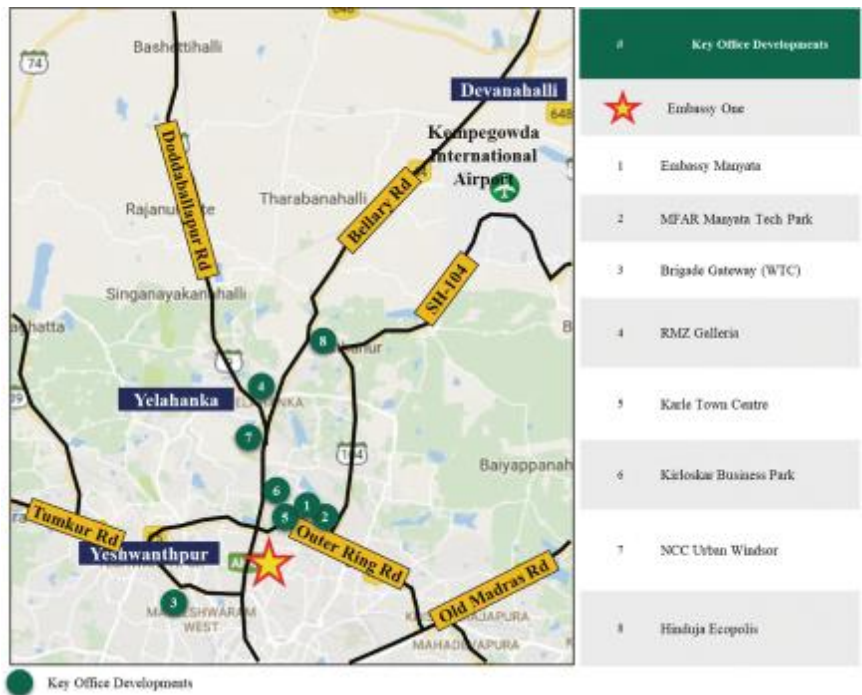 648
Bashettihalli
74
Devanahalli
648
Kempegowda
International
Airport
Doddaballapur Rd
Bellary Rd
Tharabanahalli
SH-104
Singanayakanahalli
8
4
Yelahanka
7
104
Baiyappanah
6
1
5
2
Tumkur Rd
Yeshwanthpur
Outer Ring Rd
Old Madras Rd
3
WEST
MAHADEVAPURA
Key Office Developments
# Key Office Developments
Embassy One
1 Embassy Manyata
2 MFAR Manyata Tech Park
3 Brigade Gateway (WTC)
4 RMZ Galleria
5 Karle Town Centre
6 Kirloskar Business Park
7 NCC Urban Windsor
8 Hinduja Ecopolis